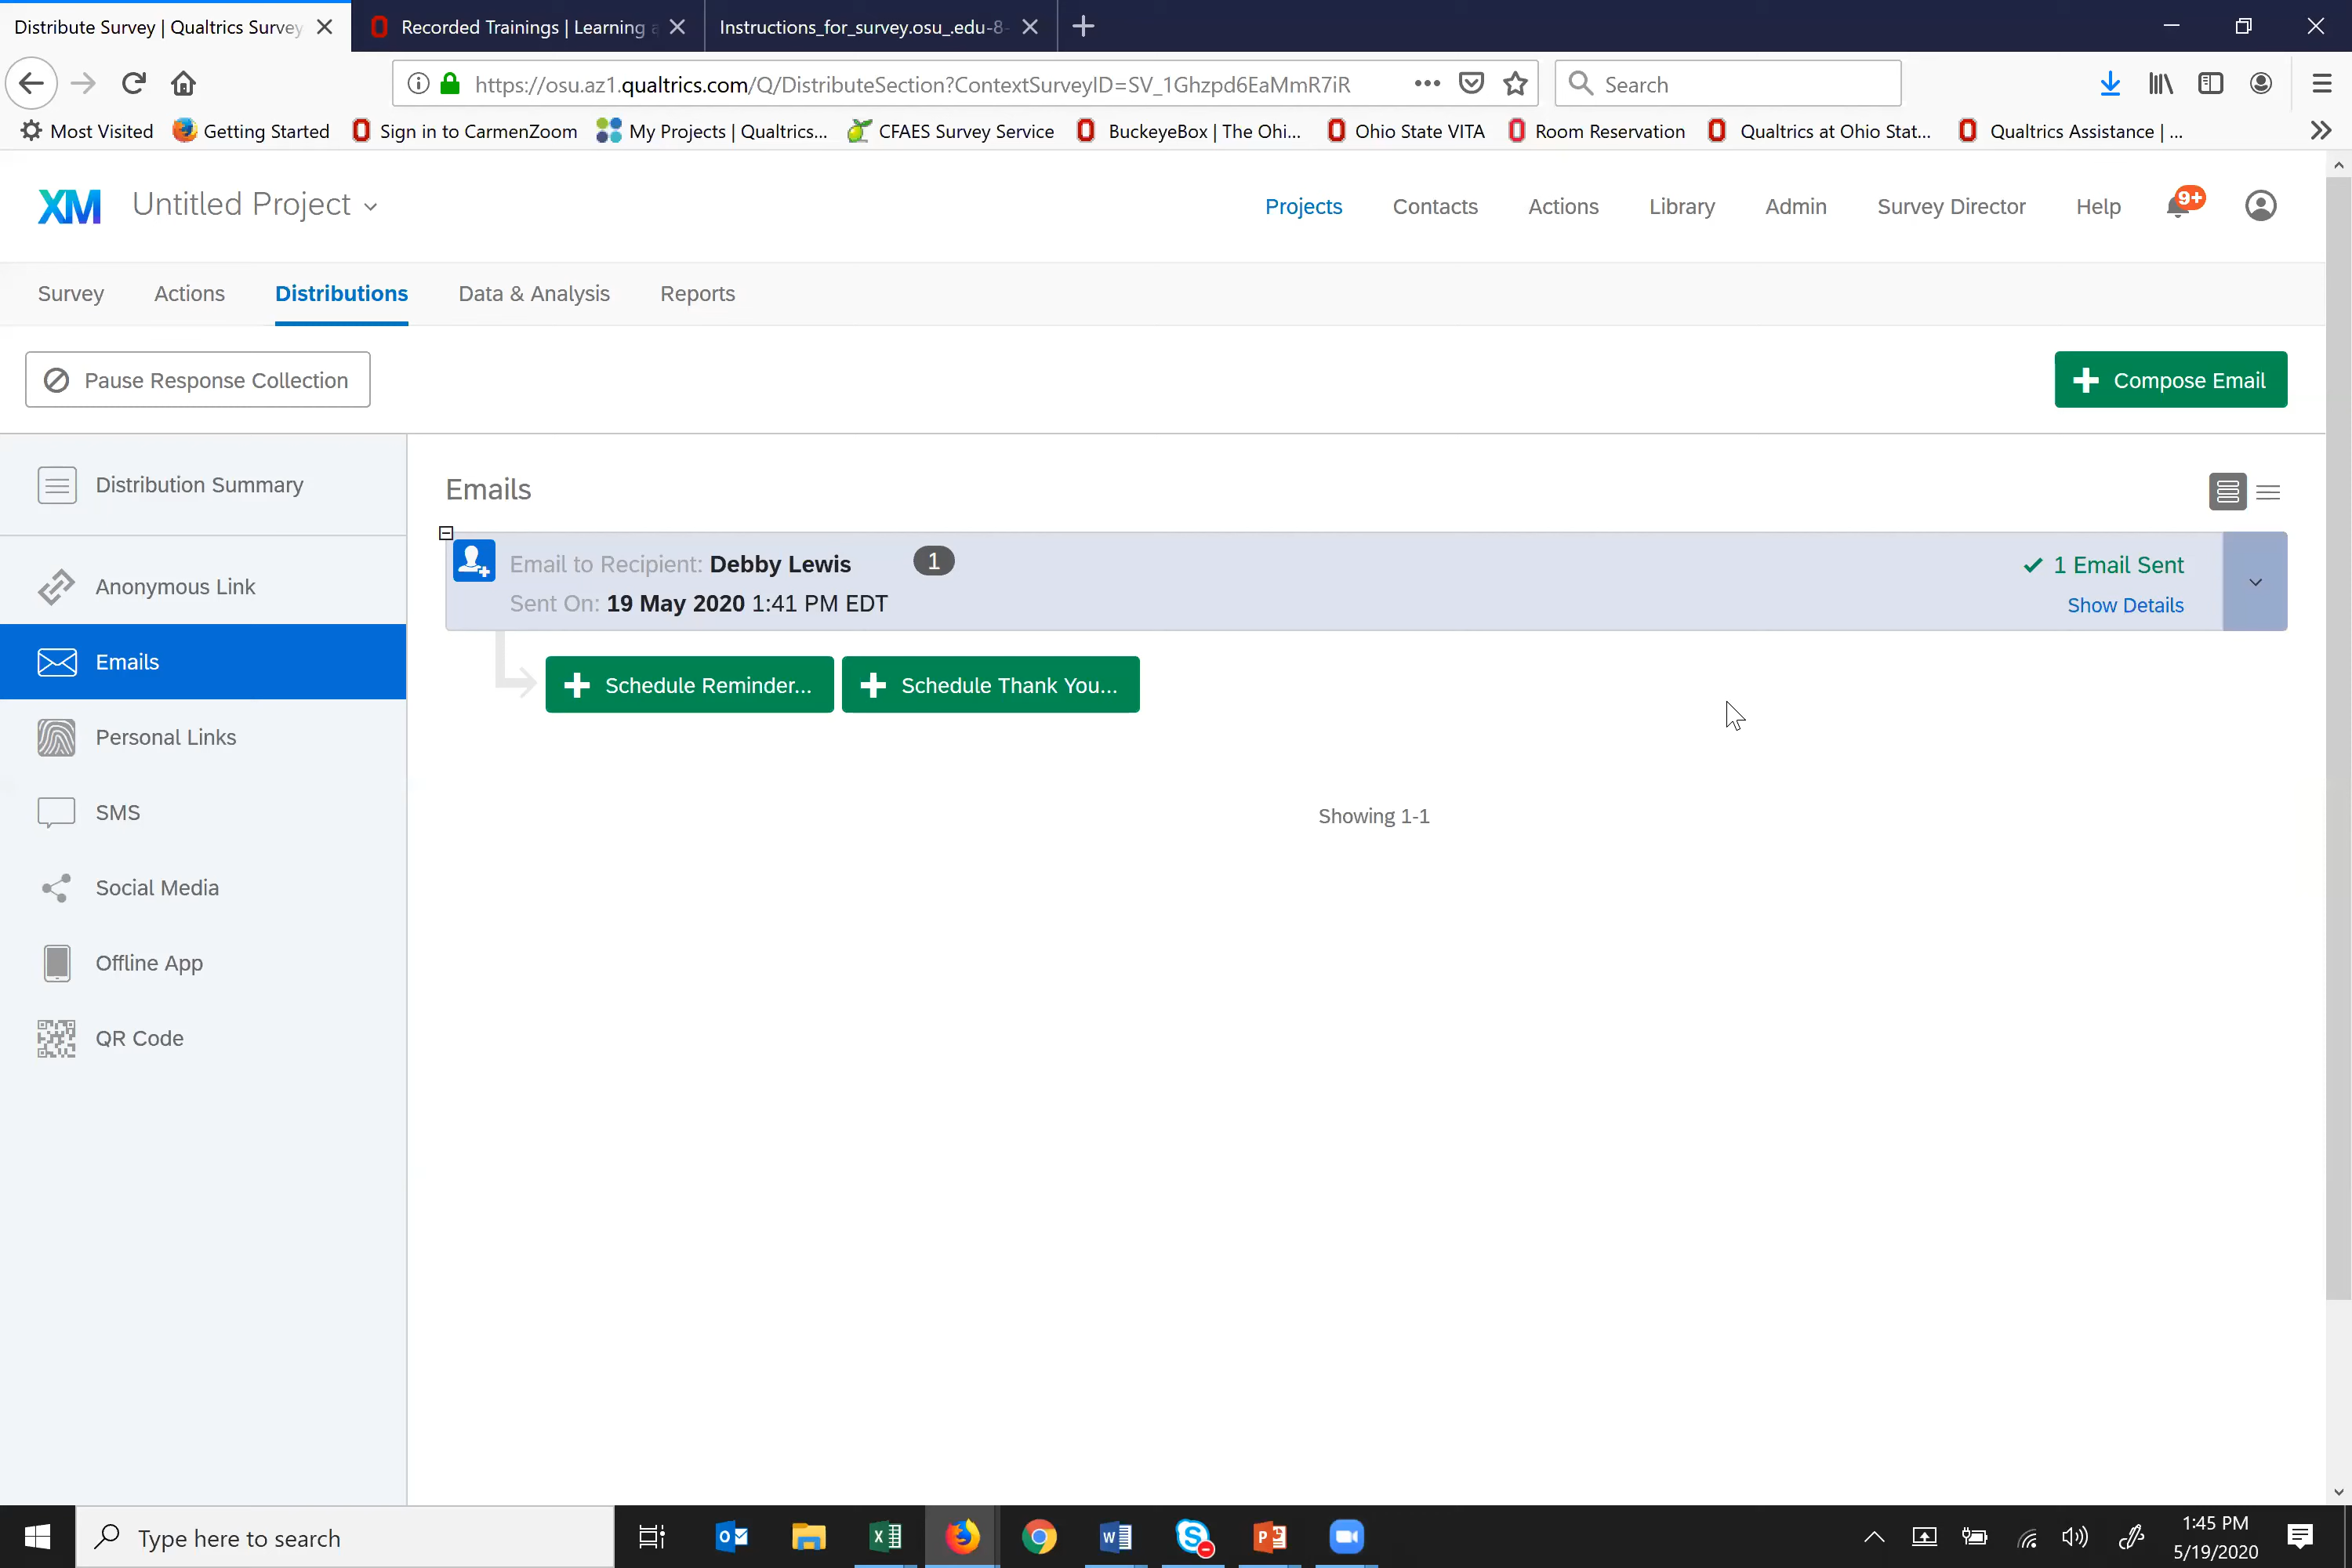 Distribute Survey | Qualtrics Survey
Recorded Trainings | Learning a
Instructions_for_survey.osu_.edu-8-
https://osu.az1.qualtrics.com/Q/DistributeSection?ContextSurveyID=SV_1Ghzpd6EaMmR7iR
Search
Most Visited
Getting Started
Sign in to CarmenZoom
My Projects | Qualtrics...
CFAES Survey Service
BuckeyeBox | The Ohi...
Ohio State VITA
Room Reservation
Qualtrics at Ohio Stat...
Qualtrics Assistance | ...
XM
Untitled Project
Projects
Contacts
Actions
Library
Admin
Survey Director
Help
9+
Survey
Actions
Distributions
Data & Analysis
Reports
Pause Response Collection
Compose Email
Distribution Summary
Anonymous Link
Emails
Personal Links
SMS
Social Media
Offline App
QR Code
Emails
Email to Recipient: Debby Lewis
1
1 Email Sent
Sent On: 19 May 2020 1:41 PM EDT
Show Details
Schedule Reminder...
Schedule Thank You...
Showing 1-1
Type here to search
1:45 PM
5/19/2020